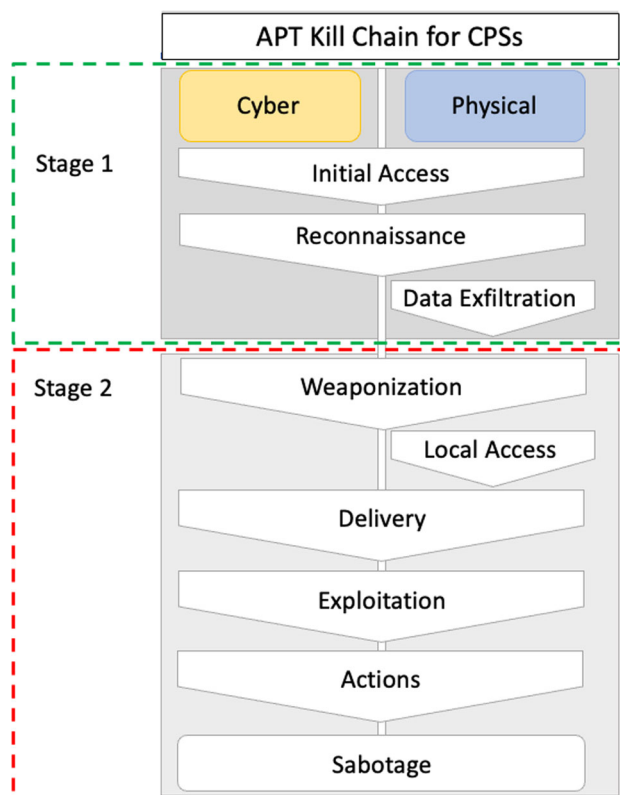 APT Kill Chain for CPSs
Cyber
Physical
Stage 1
Initial Access
Reconnaissance
Data Exfiltration
Stage 2
Weaponization
Local Access
Delivery
Exploitation
Actions
Sabotage